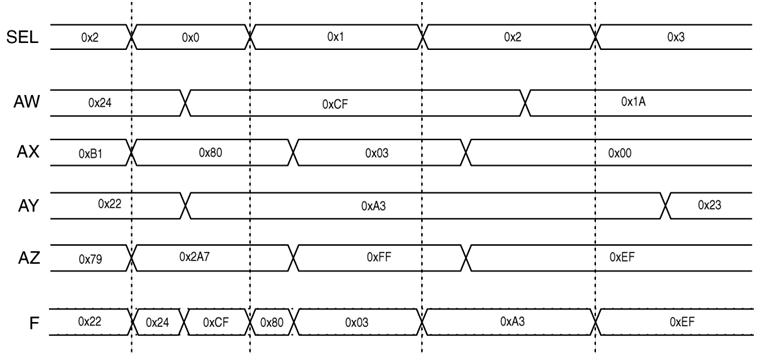 SEL 0x2 0x0 0x1 0x2 0x3
AW 0x24 0xCF 0x1A
AX 0xB1 0x80 0x03 0x00
AY 0x22 0xA3 0x23
AZ 0x79 0x2A7 0xFF 0xEF
F 0x22 0x24 0xCF 0x80 0x03 0xA3 0xEF